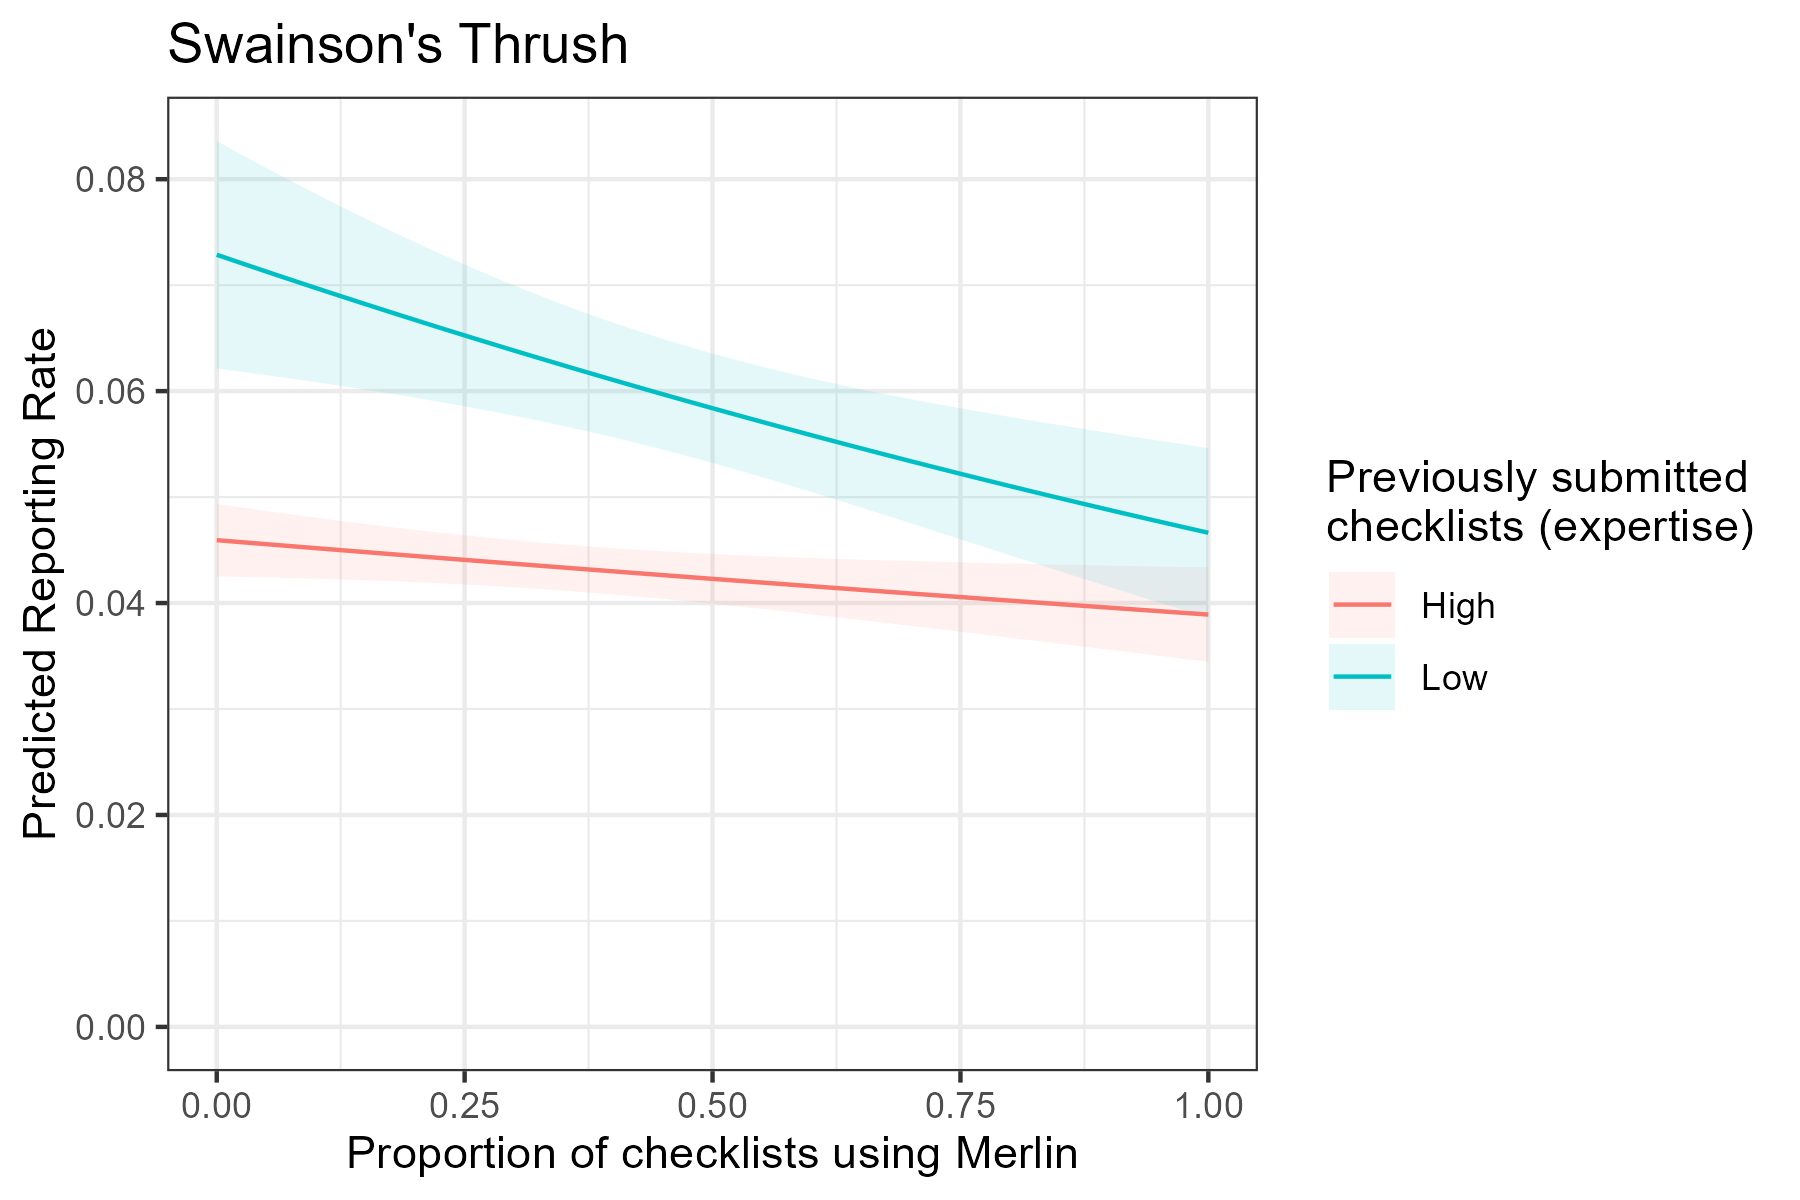 Swainson's Thrush
Predicted Reporting Rate
0.08
0.06
0.04
0.02
0.00
0.00 0.25 0.50 0.75 1.00
Proportion of checklists using Merlin
Previously submitted
checklists (expertise)
High
Low